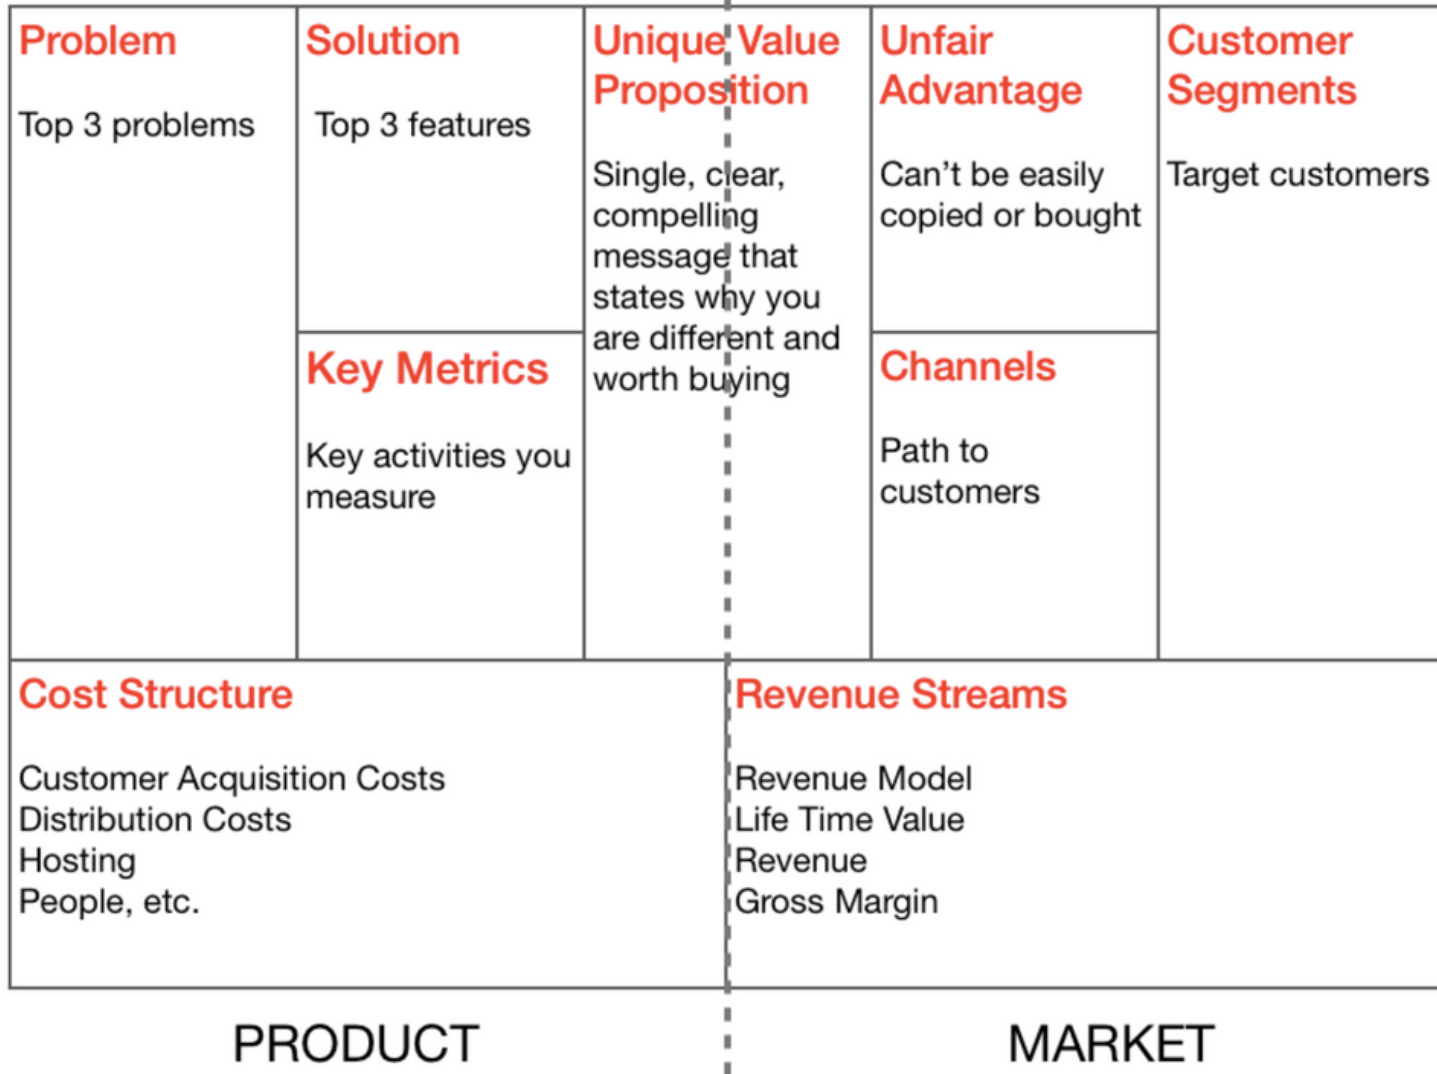 Problem
Top 3 problems
Solution
Top 3 features
Key Metrics
Key activities you
measure
Unique Value
Proposition
Single, clear,
compelling
message that
states why you
are different and
worth buying
Unfair
Advantage
Can't be easily
copied or bought
Channels
Path to
customers
Customer
Segments
Target customers
Cost Structure
Customer Acquisition Costs
Distribution Costs
Hosting
People, etc.
Revenue Streams
Revenue Model
Life Time Value
Revenue
Gross Margin
PRODUCT
MARKET